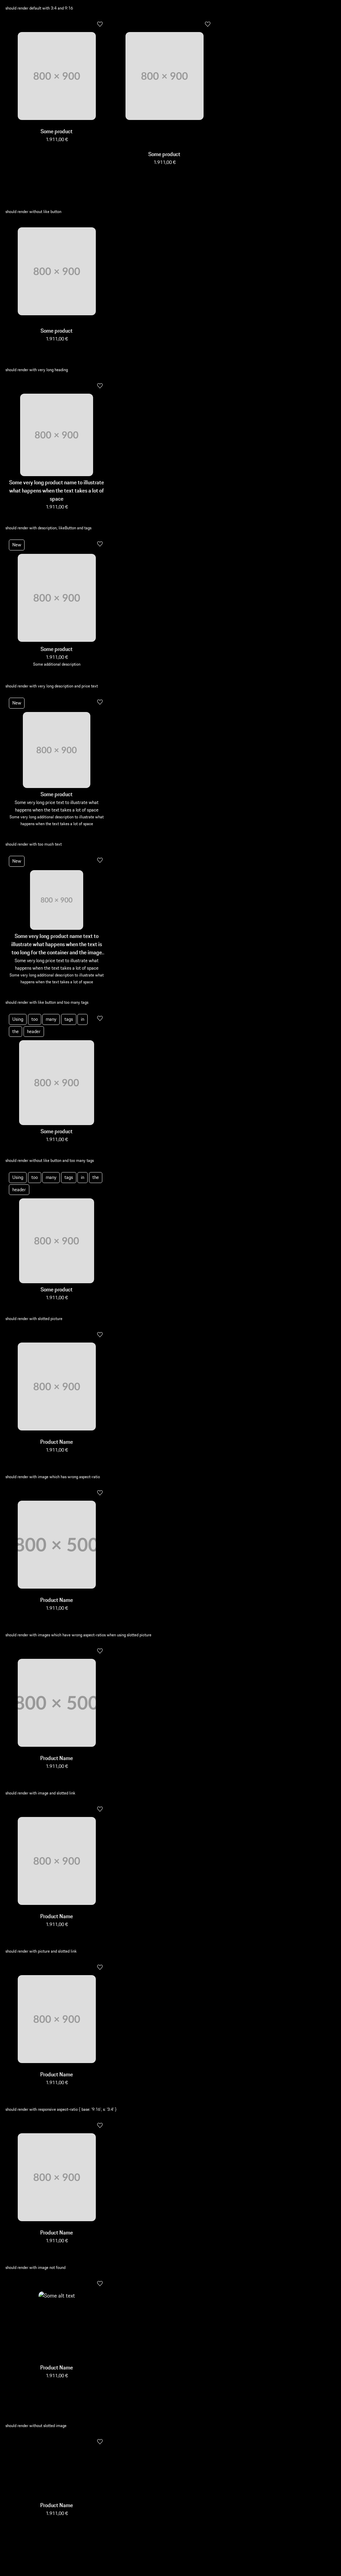 should render default with 3:4 and 9:16
800 × 900
800 × 900
Some product
1.911,00 €
Some product
1.911,00 €
should render without like button
800 × 900
Some product
1.911,00 €
should render with very long heading
800 × 900
Some very long product name to illustrate
what happens when the text takes a lot of
space
1.911,00 €
should render with description, likeButton and tags
New
800 × 900
Some product
1.911,00 €
Some additional description
should render with very long description and price text
New
800 × 900
Some product
Some very long price text to illustrate what
happens when the text takes a lot of space
Some very long additional description to illustrate what
happens when the text takes a lot of space
should render with too much text
New
800 × 900
Some very long product name text to
illustrate what happens when the text is
too long for the container and the image.
Some very long price text to illustrate what
happens when the text takes a lot of space
Some very long additional description to illustrate what
happens when the text takes a lot of space
should render with like button and too many tags
Using too many tags in
the header
800 × 900
Some product
1.911,00 €
should render without like button and too many tags
Using too many tags in the
header
800 × 900
Some product
1.911,00 €
should render with slotted picture
800 × 900
Product Name
1.911,00 €
should render with image which has wrong aspect-ratio
800 × 500
Product Name
1.911,00 €
should render with images which have wrong aspect-ratios when using slotted picture
800 × 500
Product Name
1.911,00 €
should render with image and slotted link
800 × 900
Product Name
1.911,00 €
should render with picture and slotted link
800 × 900
Product Name
1.911,00 €
should render with responsive aspect-ratio { base: '9:16', s: '3:4' }
800 × 900
Product Name
1.911,00 €
should render with image not found
Some alt text
Product Name
1.911,00 €
should render without slotted image
Product Name
1.911,00 €